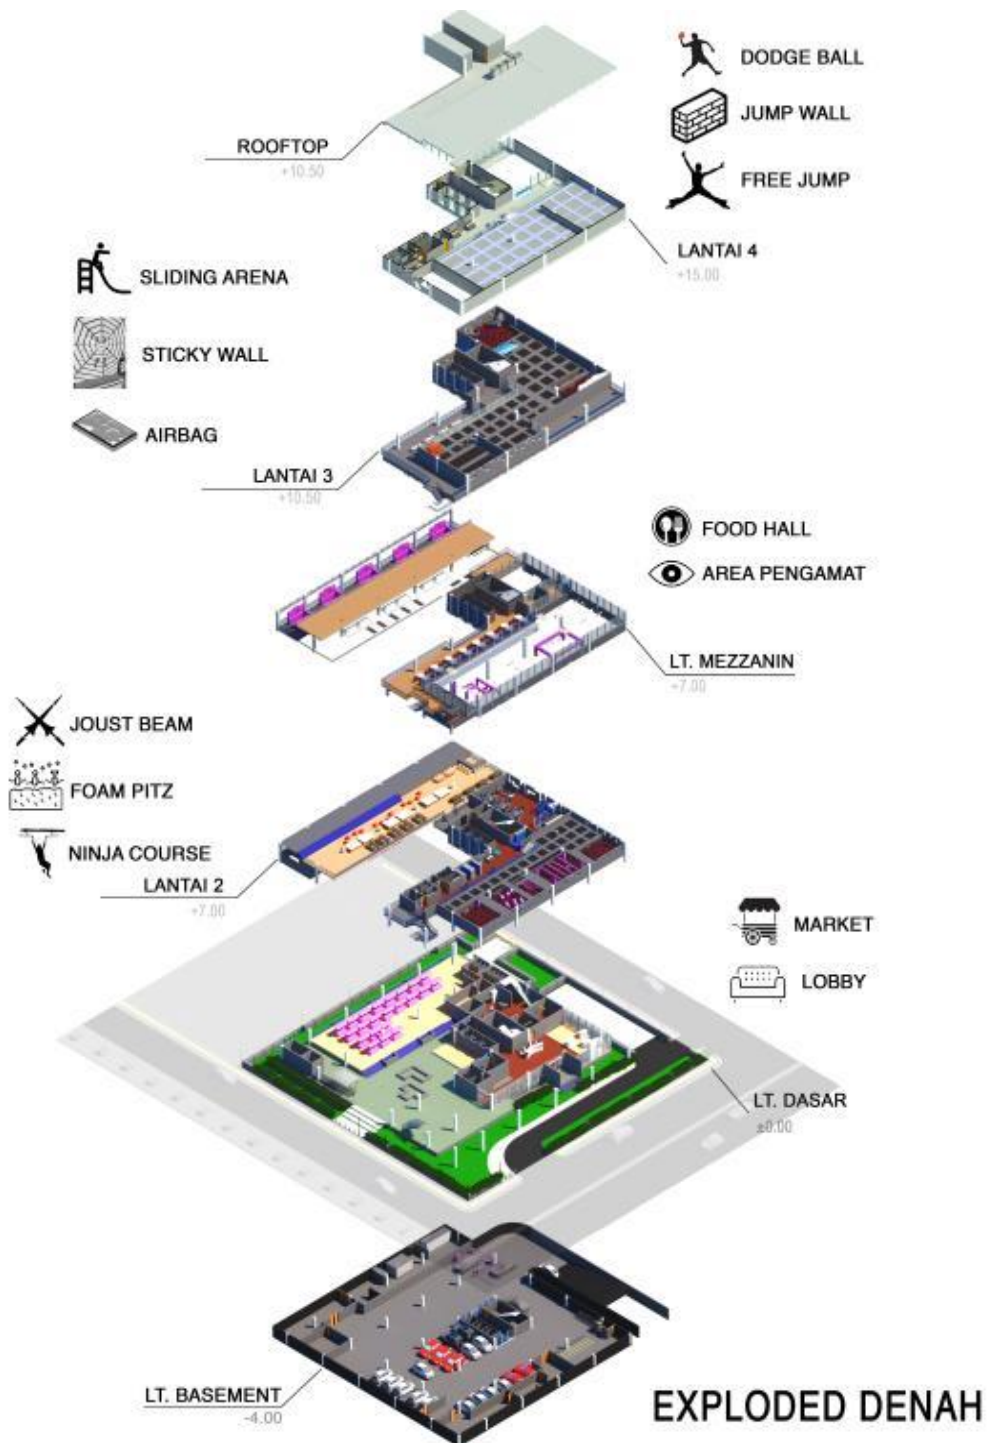 DODGE BALL
JUMP WALL
FREE JUMP
ROOFTOP
+10.50
LANTAI 4
+15.00
SLIDING ARENA
STICKY WALL
AIRBAG
LANTAI 3
+10.50
FOOD HALL
AREA PENGAMAT
LT. MEZZANIN
+7.00
JOUST BEAM
FOAM PITZ
NINJA COURSE
LANTAI 2
+7.00
MARKET
LOBBY
LT. DASAR
±0.00
LT. BASEMENT
-4.00
EXPLODED DENAH